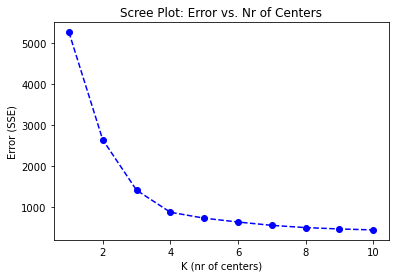 Scree Plot: Error vs. Nr of Centers
5000
4000
3000
2000
1000
Error (SSE)
2 4 6 8 10
K (nr of centers)